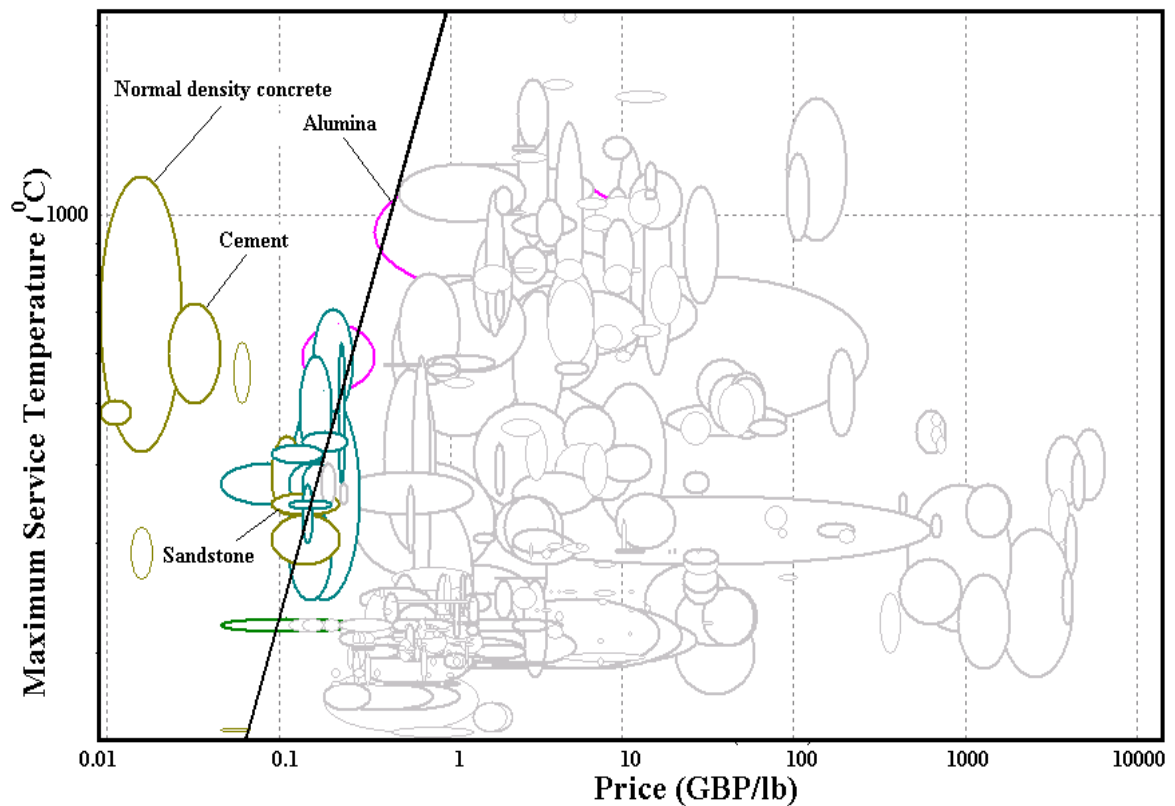 Normal density concrete
Alumina
Cement
Sandstone
Maximum Service Temperature (⁰C)
1000
0.01 0.1 1 10 100 1000 10000
Price (GBP/lb)